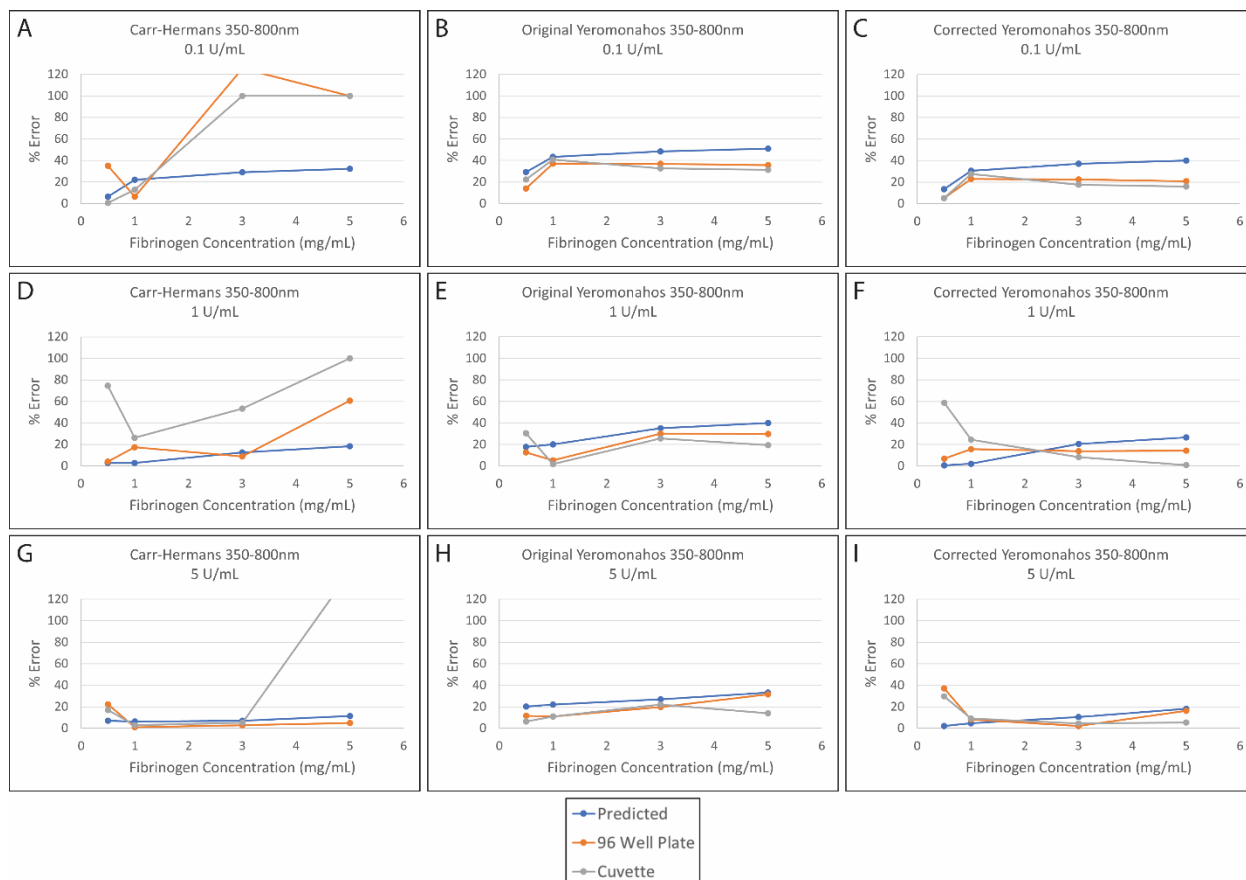 A
Carr-Hermans 350-800nm
0.1 U/mL
% Error
120
100
80
60
40
20
0
0 1 2 3 4 5 6
Fibrinogen Concentration (mg/mL)
B
Original Yeromonahos 350-800nm
0.1 U/mL
% Error
120
100
80
60
40
20
0
0 1 2 3 4 5 6
Fibrinogen Concentration (mg/mL)
C
Corrected Yeromonahos 350-800nm
0.1 U/mL
% Error
120
100
80
60
40
20
0
0 1 2 3 4 5 6
Fibrinogen Concentration (mg/mL)
D
Carr-Hermans 350-800nm
1 U/mL
% Error
120
100
80
60
40
20
0
0 1 2 3 4 5 6
Fibrinogen Concentration (mg/mL)
E
Original Yeromonahos 350-800nm
1 U/mL
% Error
120
100
80
60
40
20
0
0 1 2 3 4 5 6
Fibrinogen Concentration (mg/mL)
F
Corrected Yeromonahos 350-800nm
1 U/mL
% Error
120
100
80
60
40
20
0
0 1 2 3 4 5 6
Fibrinogen Concentration (mg/mL)
G
Carr-Hermans 350-800nm
5 U/mL
% Error
120
100
80
60
40
20
0
0 1 2 3 4 5 6
Fibrinogen Concentration (mg/mL)
H
Original Yeromonahos 350-800nm
5 U/mL
% Error
120
100
80
60
40
20
0
0 1 2 3 4 5 6
Fibrinogen Concentration (mg/mL)
I
Corrected Yeromonahos 350-800nm
5 U/mL
% Error
120
100
80
60
40
20
0
0 1 2 3 4 5 6
Fibrinogen Concentration (mg/mL)
Predicted
96 Well Plate
Cuvette